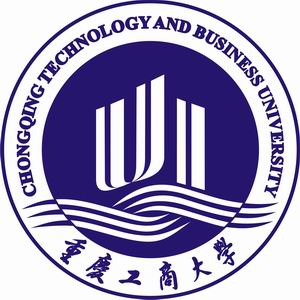 CHONGQING TECHNOLOGY AND BUSINESS UNIVERSITY
重庆工商大学